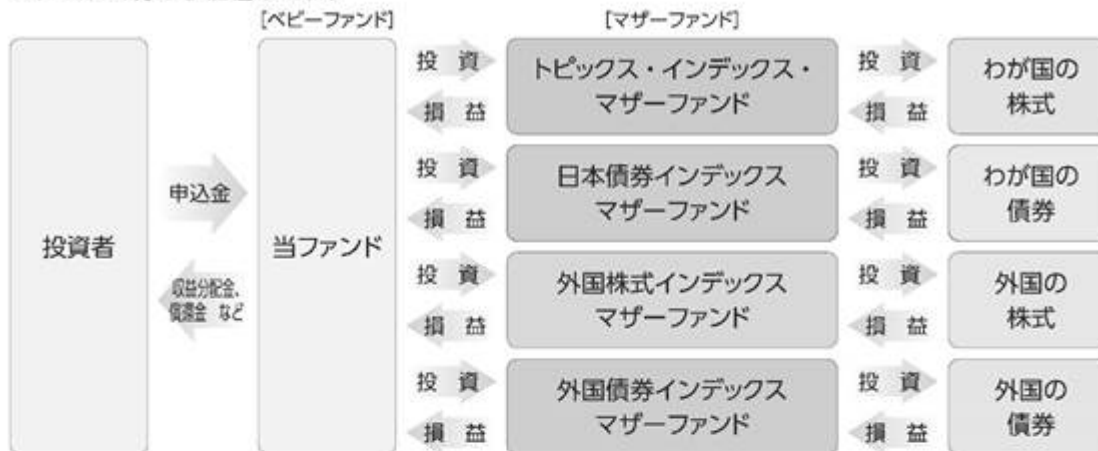 [ベビーファンド]
[マザーファンド]
投資者
申込金
収益分配金、
償還金 など
当ファンド
投 資
損 益
トピックス・インデックス・
マザーファンド
投 資
損 益
わが国の
株式
投 資
損 益
日本債券インデックス
マザーファンド
投 資
損 益
わが国の
債券
投 資
損 益
外国株式インデックス
マザーファンド
投 資
損 益
外国の
株式
投 資
損 益
外国債券インデックス
マザーファンド
投 資
損 益
外国の
債券